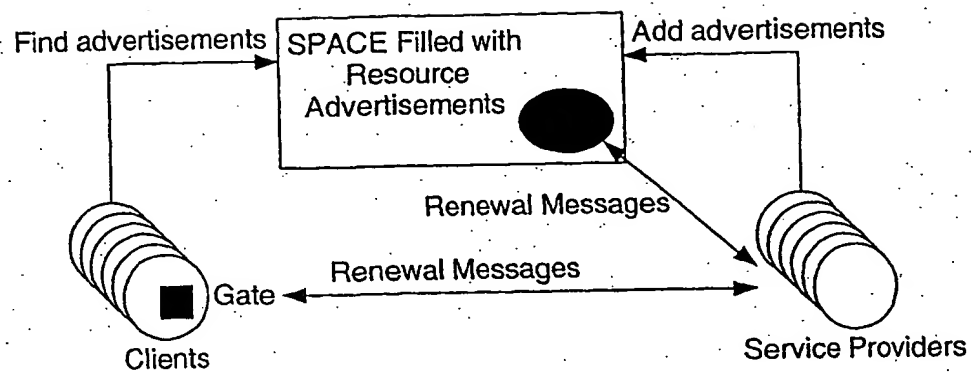 Find advertisements
SPACE Filled with
Resource
Advertisements
Add advertisements
Renewal Messages
Renewal Messages
Gate
Clients
Service Providers